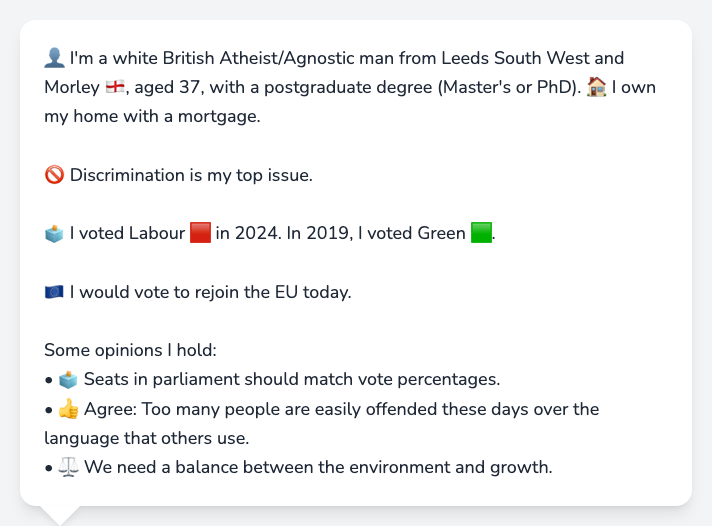 👤 I'm a white British Atheist/Agnostic man from Leeds South West and
Morley 🏴󠁧󠁢󠁥󠁮󠁧󠁿, aged 37, with a postgraduate degree (Master's or PhD). 🏠 I own
my home with a mortgage.
🚫 Discrimination is my top issue.
🗳️ I voted Labour 🟥 in 2024. In 2019, I voted Green 🟩.
🇪🇺 I would vote to rejoin the EU today.
Some opinions I hold:
• 🗳️ Seats in parliament should match vote percentages.
• 👍 Agree: Too many people are easily offended these days over the
language that others use.
• ⚖️ We need a balance between the environment and growth.